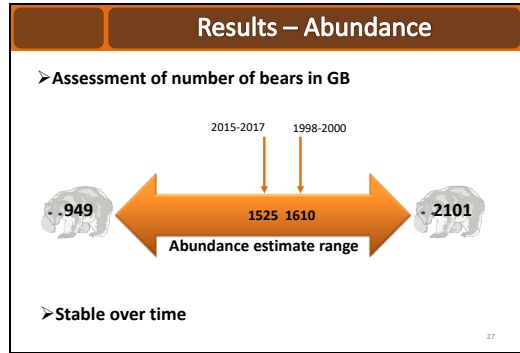 Results – Abundance
➢Assessment of number of bears in GB
2015-2017 1998-2000
949 1525 1610 2101
Abundance estimate range
➢Stable over time
27